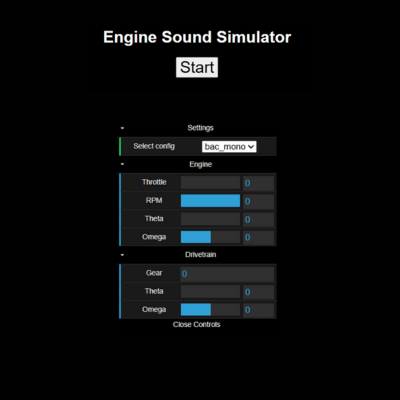 Engine Sound Simulator
Start
Settings
Select config bac_mono
Engine
Throttle 0
RPM 0
Theta 0
Omega 0
Drivetrain
Gear 0
Theta 0
Omega 0
Close Controls